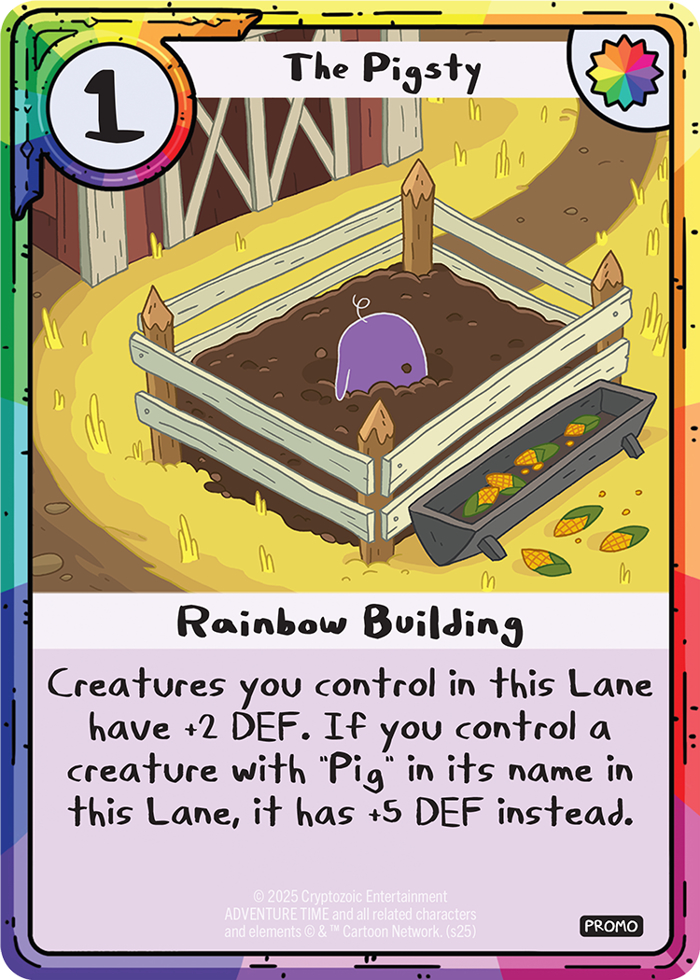 1
The Pigsty
Rainbow Building
Creatures you control in this Lane
have +2 DEF. If you control a
creature with "Pig" in its name in
this Lane, it has +5 DEF instead.
© 2025 Cryptozoic Entertainment
ADVENTURE TIME and all related characters
and elements © & ™ Cartoon Network. (s25)
PROMO